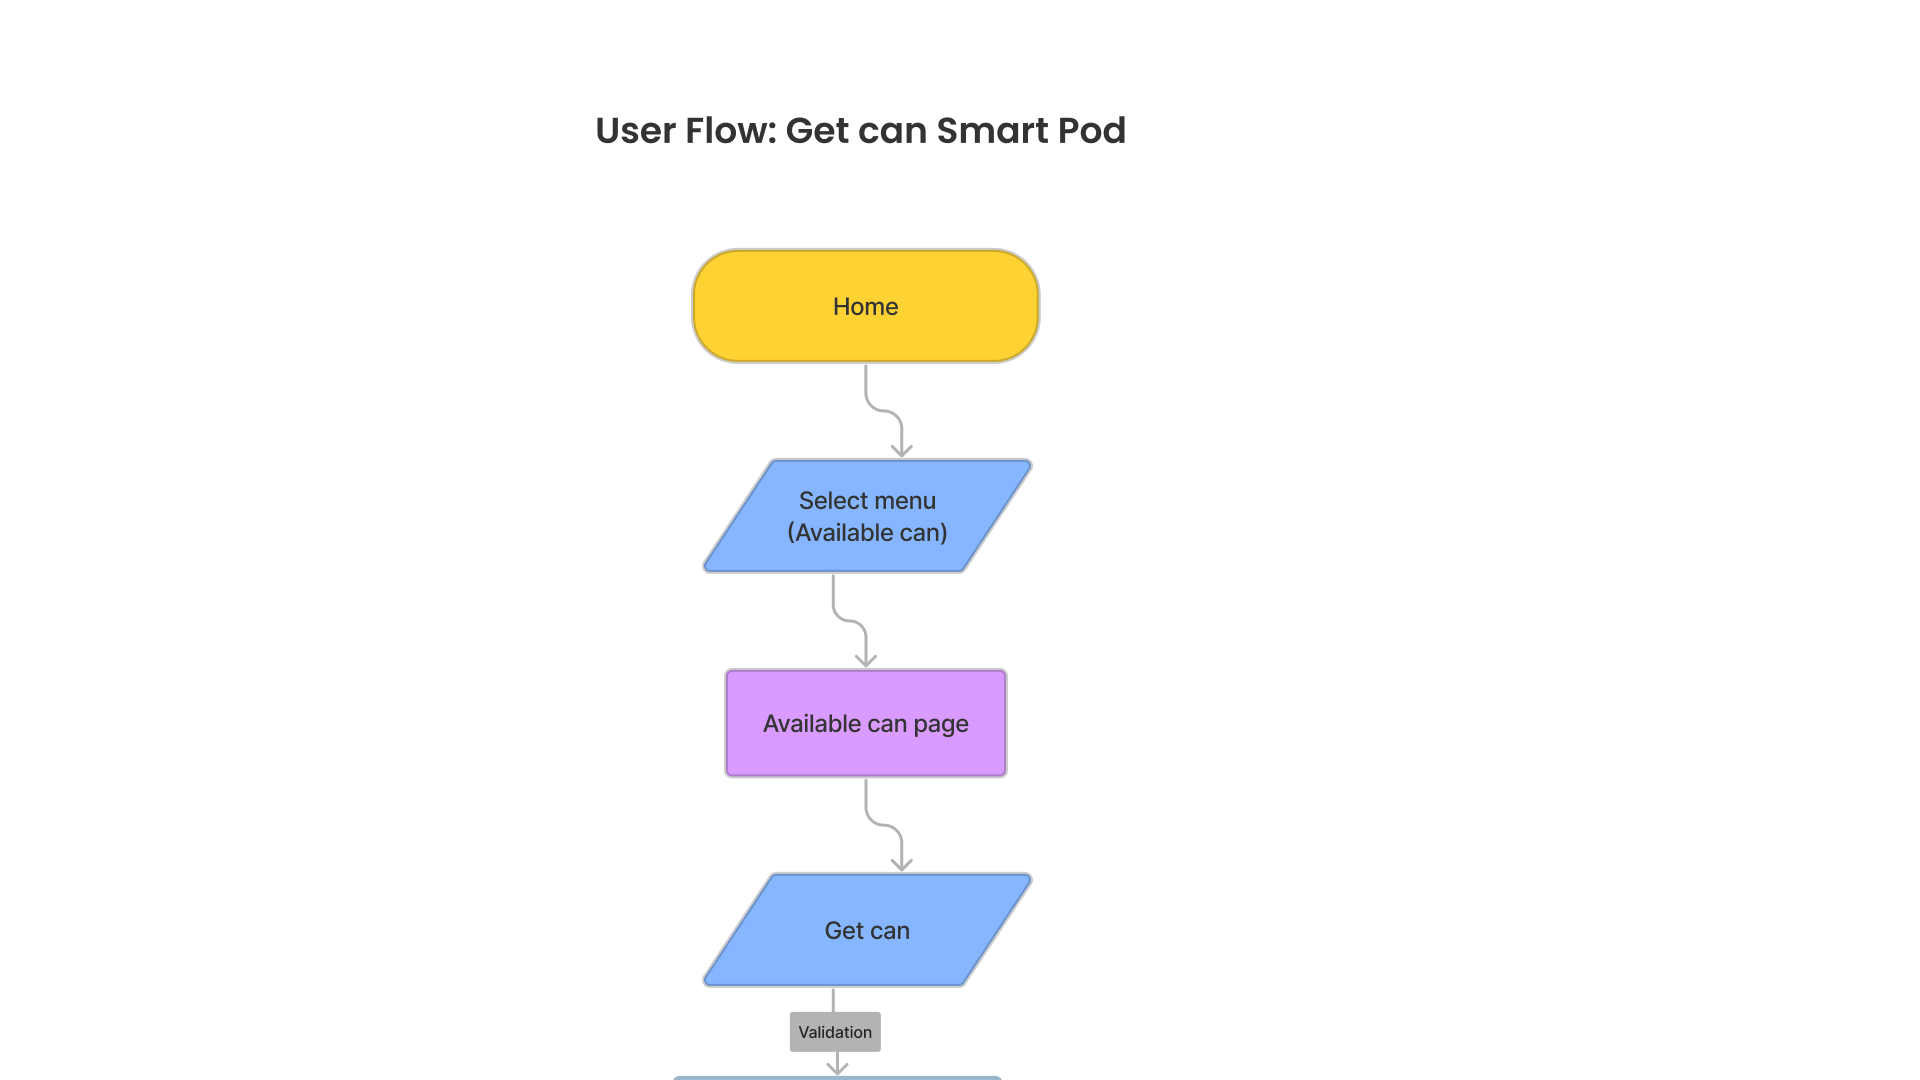 User Flow: Get can Smart Pod
Home
Select menu
(Available can)
Available can page
Get can
Validation